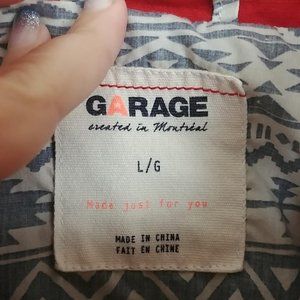 GARAGE
created in Montréal
L/G
Made just for you
MADE IN CHINA
FAIT EN CHINE